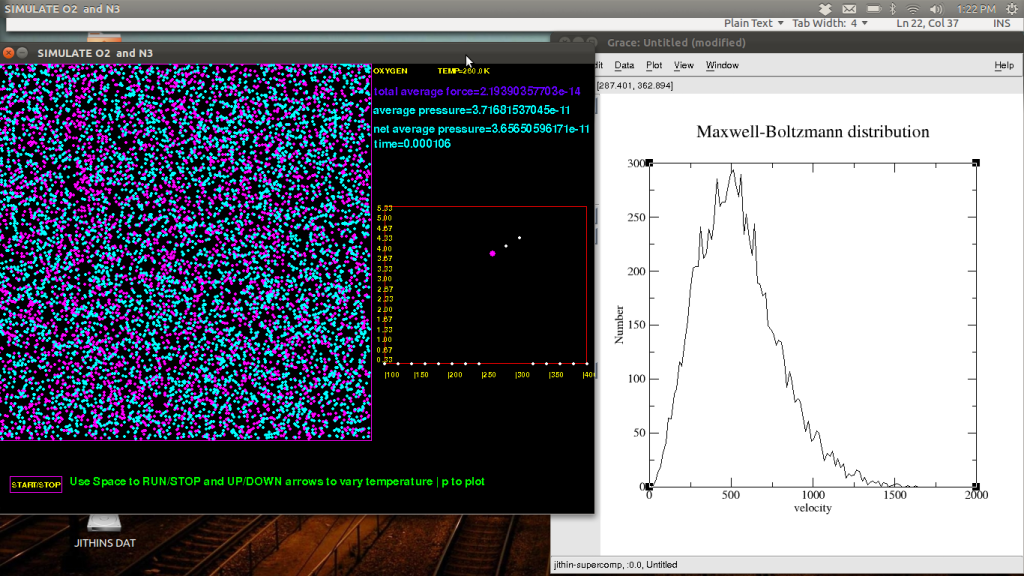 SIMULATE O2 and N3
1:22 PM
Plain Text
Tab Width: 4
Ln 22, Col 37
INS
SIMULATE O2 and N3
OXYGEN
TEMP=260.0 K
total average force=2.19390357703e-14
average pressure=3.71681537045e-11
net average pressure=3.65650596171e-11
time=0.000106
5.33
5.00
4.67
4.33
4.00
3.67
3.33
3.00
2.67
2.33
2.00
1.67
1.33
1.00
0.67
0.33
|100
|150
|200
|250
|300
|350
START/STOP
Use Space to RUN/STOP and UP/DOWN arrows to vary temperature | p to plot
JITHINS DAT
Grace: Untitled (modified)
Data
Plot
View
Window
Help
[287.401, 362.894]
Maxwell-Boltzmann distribution
300
250
200
150
100
50
0
Number
0
500
1000
1500
2000
velocity
jithin-supercomp, :0.0, Untitled